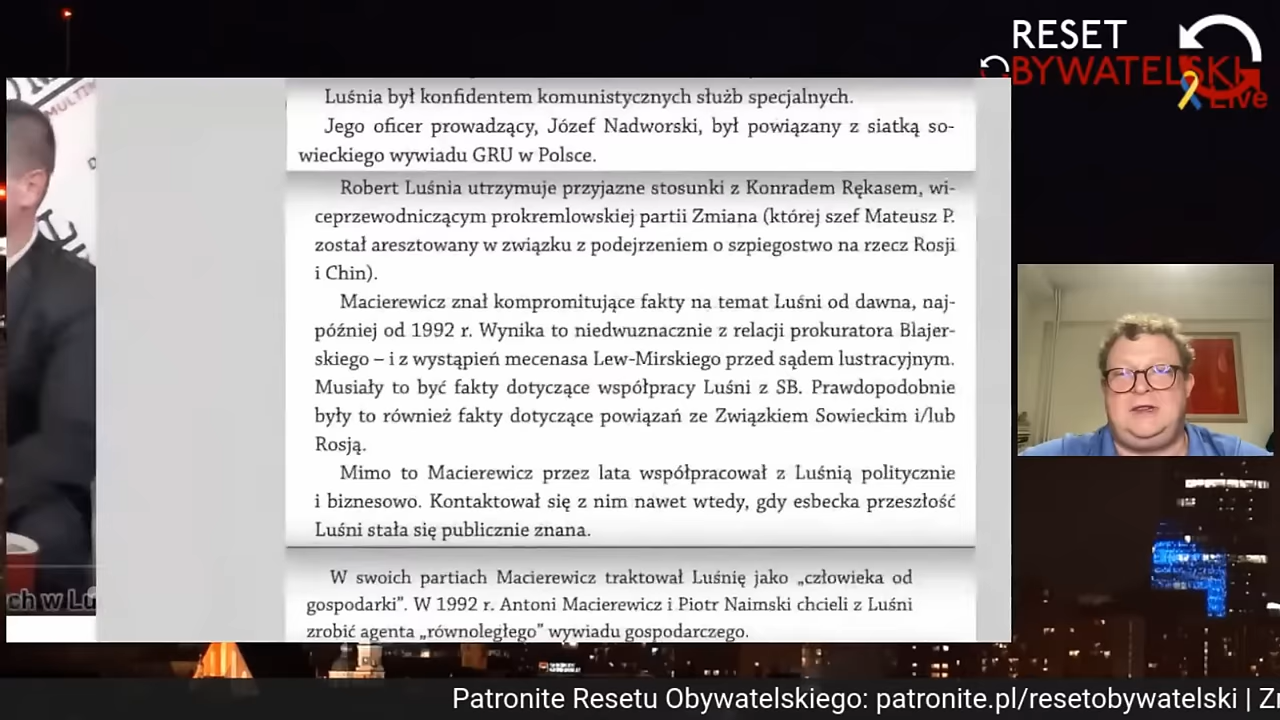 RESET
OBYWATELSKI
Live
MULTIM
Luśnia był konfidentem komunistycznych służb specjalnych.
Jego oficer prowadzący, Józef Nadworski, był powiązany z siatką so-
wieckiego wywiadu GRU w Polsce.
Robert Luśnia utrzymuje przyjazne stosunki z Konradem Rękasem, wi-
ceprzewodniczącym prokremlowskiej partii Zmiana (której szef Mateusz P.
został aresztowany w związku z podejrzeniem o szpiegostwo na rzecz Rosji
i Chin).
Macierewicz znał kompromitujące fakty na temat Luśni od dawna, naj-
później od 1992 r. Wynika to niedwuznacznie z relacji prokuratora Blajer-
skiego – i z wystąpień mecenasa Lew-Mirskiego przed sądem lustracyjnym.
Musiały to być fakty dotyczące współpracy Luśni z SB. Prawdopodobnie
były to również fakty dotyczące powiązań ze Związkiem Sowieckim i/lub
Rosją.
Mimo to Macierewicz przez lata współpracował z Luśnią politycznie
i biznesowo. Kontaktował się z nim nawet wtedy, gdy esbecka przeszłość
Luśni stała się publicznie znana.
W swoich partiach Macierewicz traktował Luśnię jako „człowieka od
gospodarki”. W 1992 r. Antoni Macierewicz i Piotr Naimski chcieli z Luśni
zrobić agenta „równoległego” wywiadu gospodarczego.
ch w Lu
Patronite Resetu Obywatelskiego: patronite.pl/resetobywatelski | Z